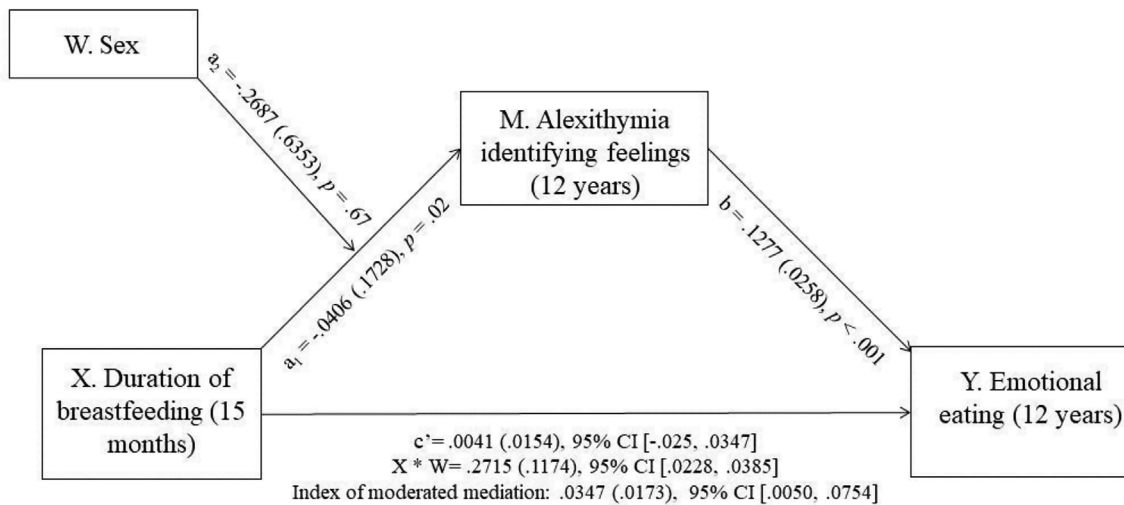 W. Sex
a₂ = -.2687 (.6353), p = .67
M. Alexithymia
identifying feelings
(12 years)
a₁ = -.0406 (.1728), p = .02
b = .1277 (.0258), p < .001
X. Duration of
breastfeeding (15
months)
Y. Emotional
eating (12 years)
c’= .0041 (.0154), 95% CI [-.025, .0347]
X * W= .2715 (.1174), 95% CI [.0228, .0385]
Index of moderated mediation: .0347 (.0173), 95% CI [.0050, .0754]